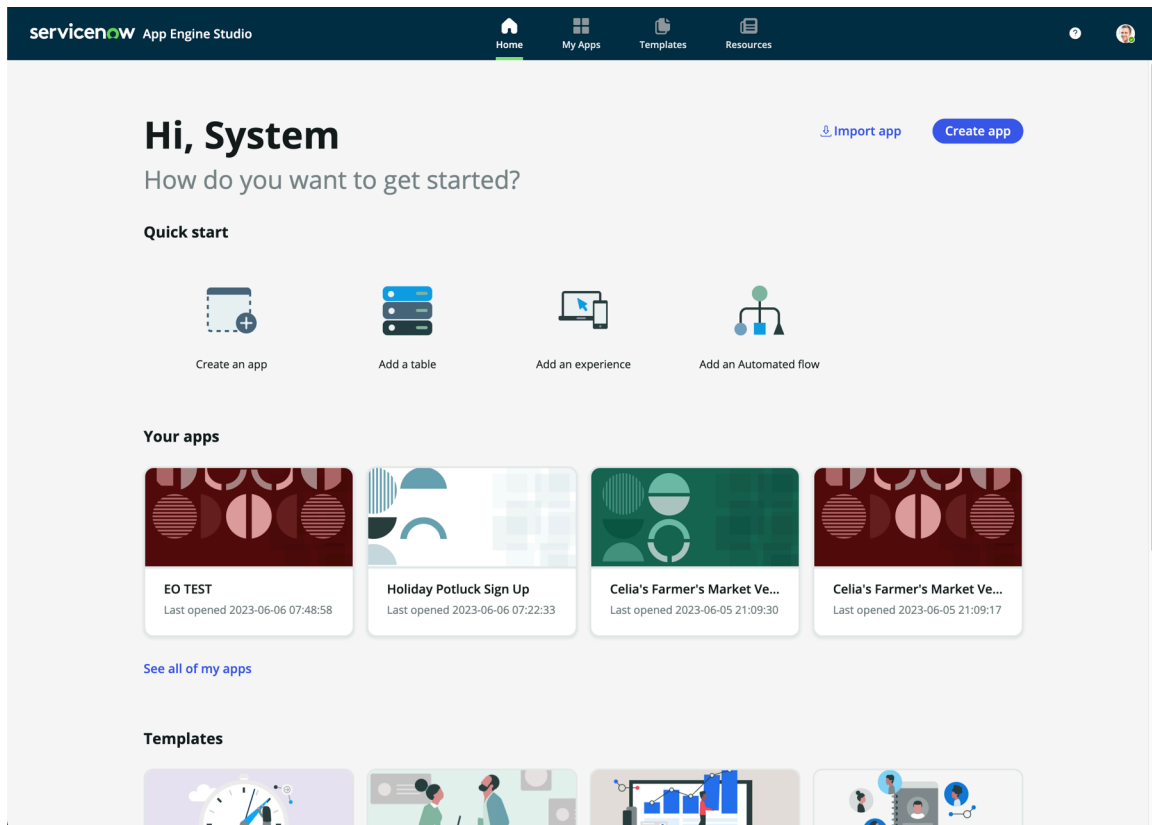 servicenow App Engine Studio
Home
My Apps
Templates
Resources
?
Hi, System
Import app
Create app
How do you want to get started?
Quick start
Create an app
Add a table
Add an experience
Add an Automated flow
Your apps
EO TEST
Last opened 2023-06-06 07:48:58
Holiday Potluck Sign Up
Last opened 2023-06-06 07:22:33
Celia's Farmer's Market Ve...
Last opened 2023-06-05 21:09:30
Celia's Farmer's Market Ve...
Last opened 2023-06-05 21:09:17
See all of my apps
Templates